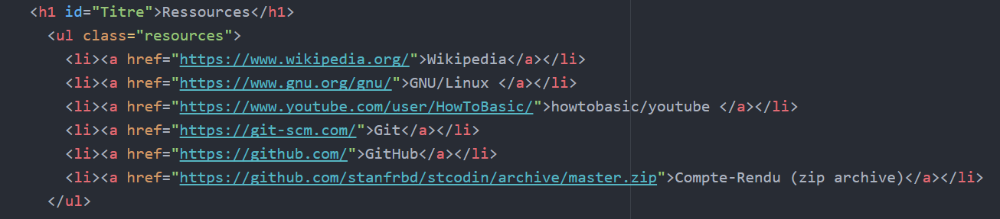 <h1 id="Titre">Ressources</h1>
<ul class="resources">
<li><a href="https://www.wikipedia.org/">Wikipedia</a></li>
<li><a href="https://www.gnu.org/gnu/">GNU/Linux </a></li>
<li><a href="https://www.youtube.com/user/HowToBasic/">howtobasic/youtube </a></li>
<li><a href="https://git-scm.com/">Git</a></li>
<li><a href="https://github.com/">GitHub</a></li>
<li><a href="https://github.com/stanfrbd/stcodin/archive/master.zip">Compte-Rendu (zip archive)</a></li>
</ul>